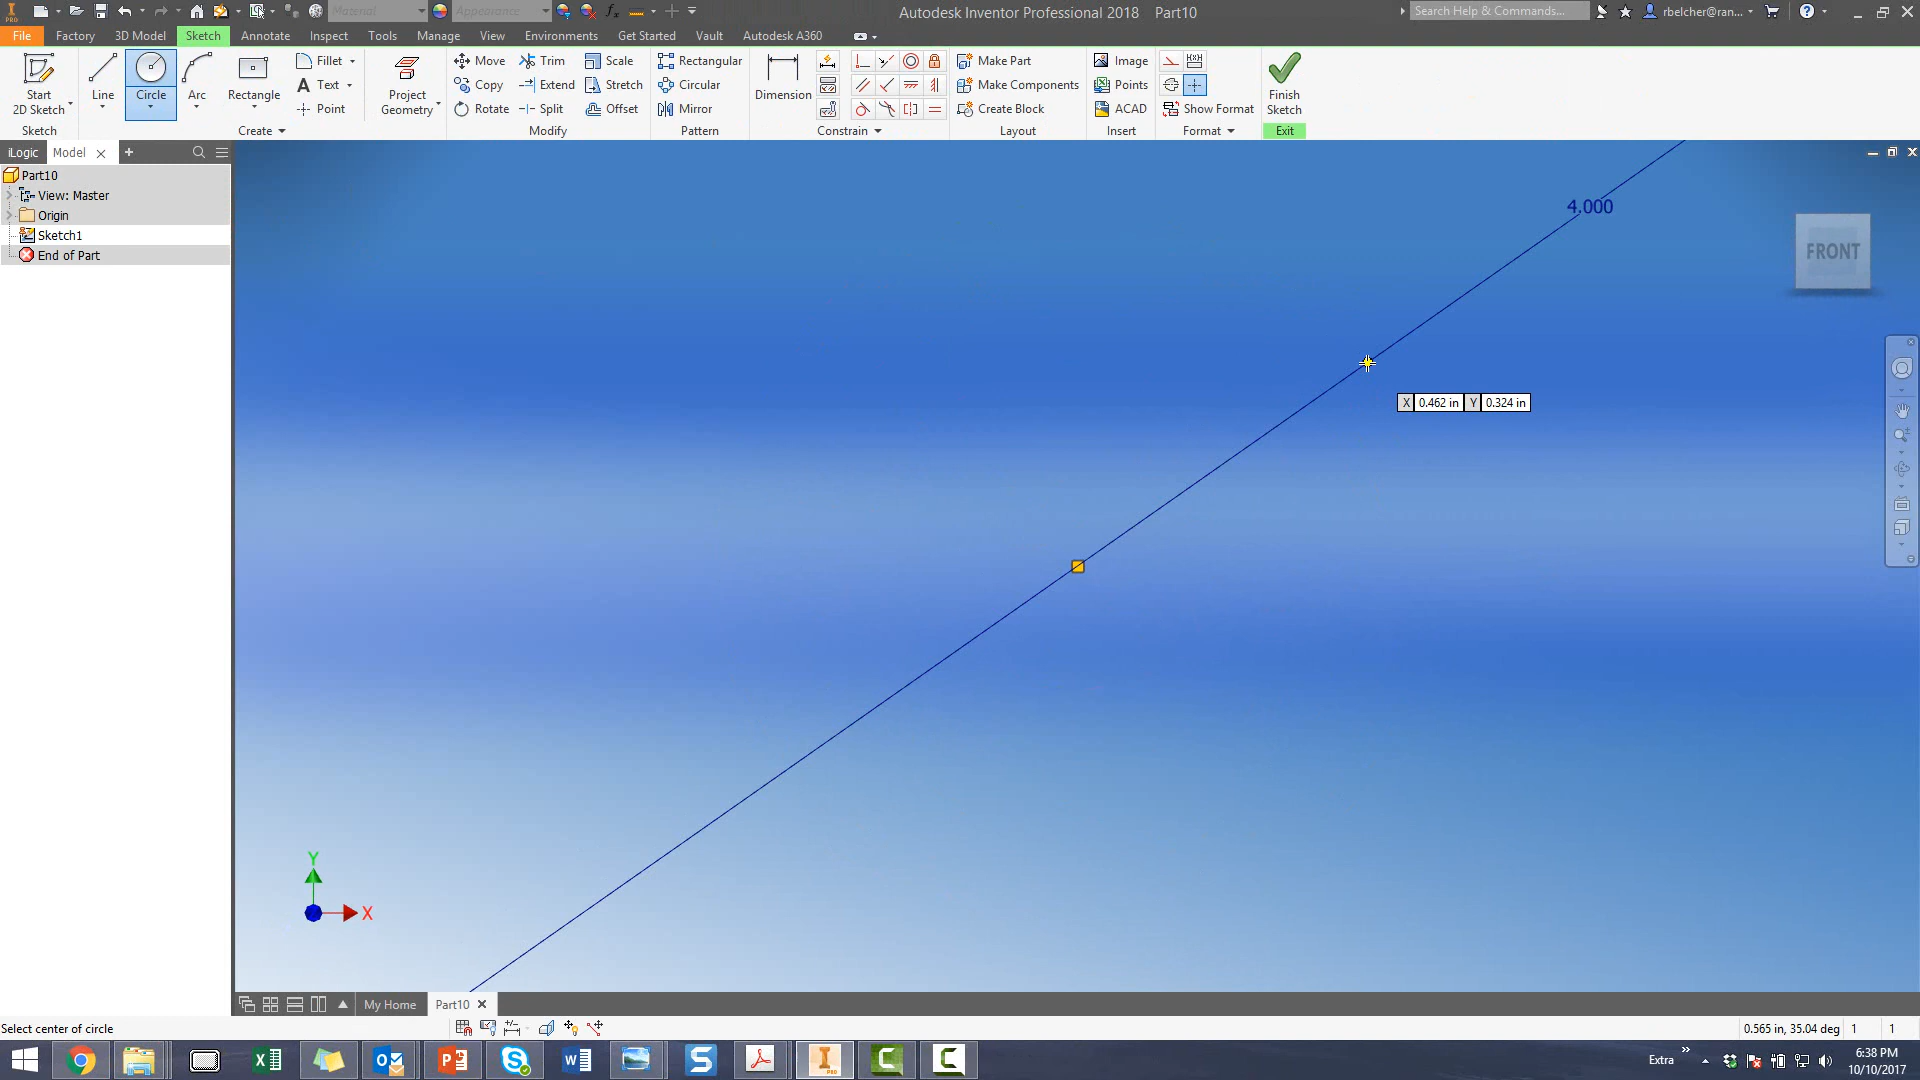 PRO
Material
Appearance
Autodesk Inventor Professional 2018 Part10
Search Help & Commands...
rbelcher@ran...
File Factory 3D Model Sketch Annotate Inspect Tools Manage View Environments Get Started Vault Autodesk A360
Start
2D Sketch
Line
Circle
Arc
Rectangle
Fillet
Text
Point
Project
Geometry
Move
Copy
Rotate
Trim
Extend
Split
Scale
Stretch
Offset
Rectangular
Circular
Mirror
Dimension
Make Part
Make Components
Create Block
Image
Points
ACAD
Show Format
Finish
Sketch
Sketch Create Modify Pattern Constrain Layout Insert Format Exit
iLogic Model
Part10
View: Master
Origin
Sketch1
End of Part
4.000
FRONT
X 0.462 in Y 0.324 in
Y
X
My Home Part10
Select center of circle
0.565 in, 35.04 deg 1 1
Extra
6:38 PM
10/10/2017